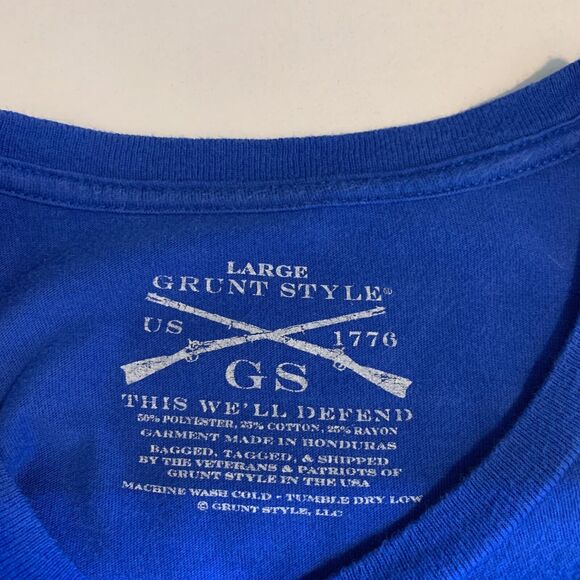 LARGE
GRUNT STYLE®
US 1776
GS
THIS WE'LL DEFEND
50% POLYESTER, 25% COTTON, 25% RAYON
GARMENT MADE IN HONDURAS
BAGGED, TAGGED, & SHIPPED
BY THE VETERANS & PATRIOTS OF
GRUNT STYLE IN THE USA
MACHINE WASH COLD - TUMBLE DRY LOW
© GRUNT STYLE, LLC